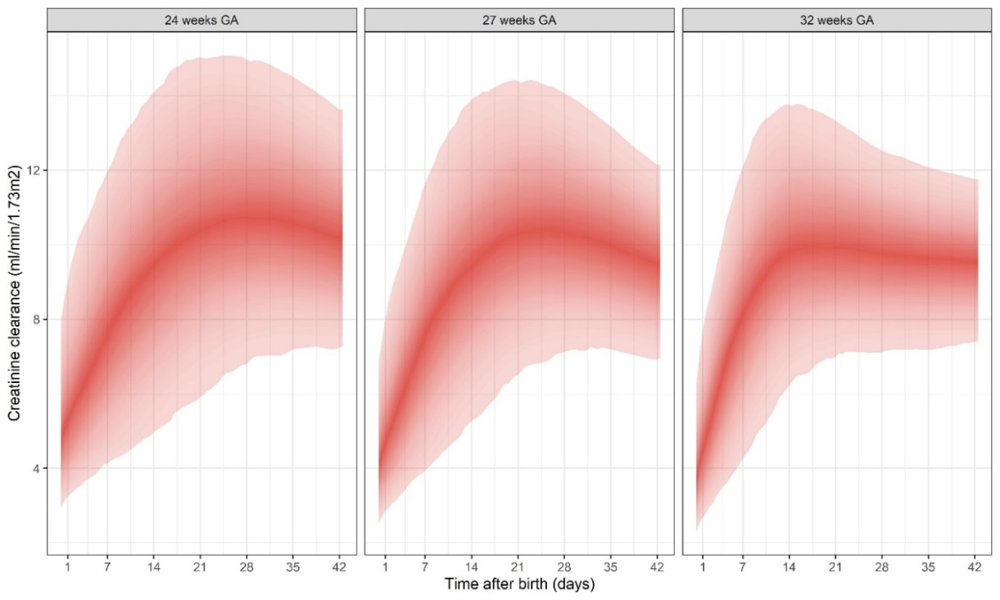 24 weeks GA
27 weeks GA
32 weeks GA
Creatinine clearance (ml/min/1.73m2)
12
8
4
1 7 14 21 28 35 42
1 7 14 21 28 35 42
1 7 14 21 28 35 42
Time after birth (days)